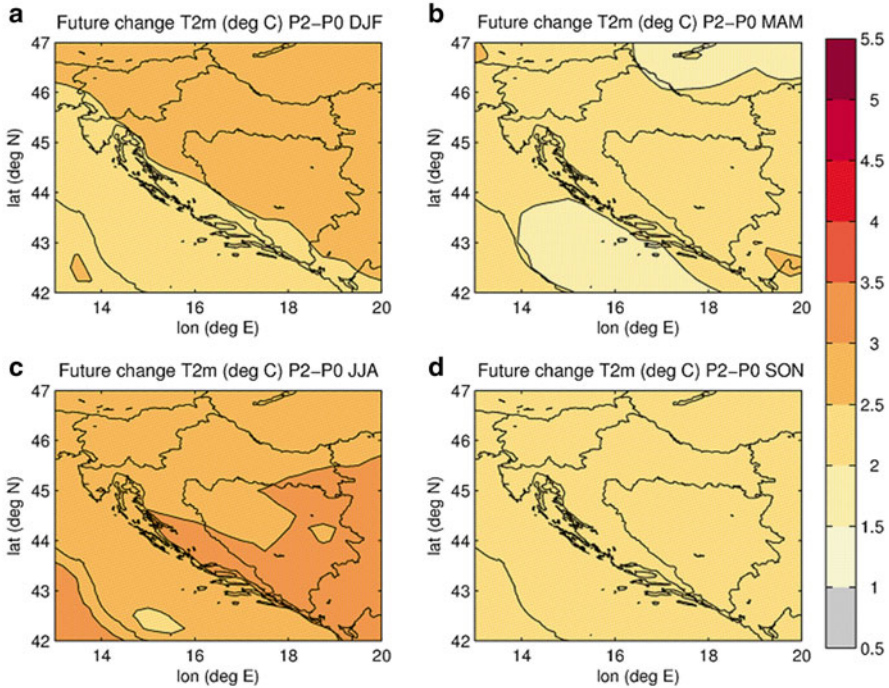 a Future change T2m (deg C) P2−P0 DJF
47
46
45
44
43
42
lat (deg N)
14 16 18 20
lon (deg E)
b Future change T2m (deg C) P2−P0 MAM
47
46
45
44
43
42
lat (deg N)
14 16 18 20
lon (deg E)
c Future change T2m (deg C) P2−P0 JJA
47
46
45
44
43
42
lat (deg N)
14 16 18 20
lon (deg E)
d Future change T2m (deg C) P2−P0 SON
47
46
45
44
43
42
lat (deg N)
14 16 18 20
lon (deg E)
5.5
5
4.5
4
3.5
3
2.5
2
1.5
1
0.5